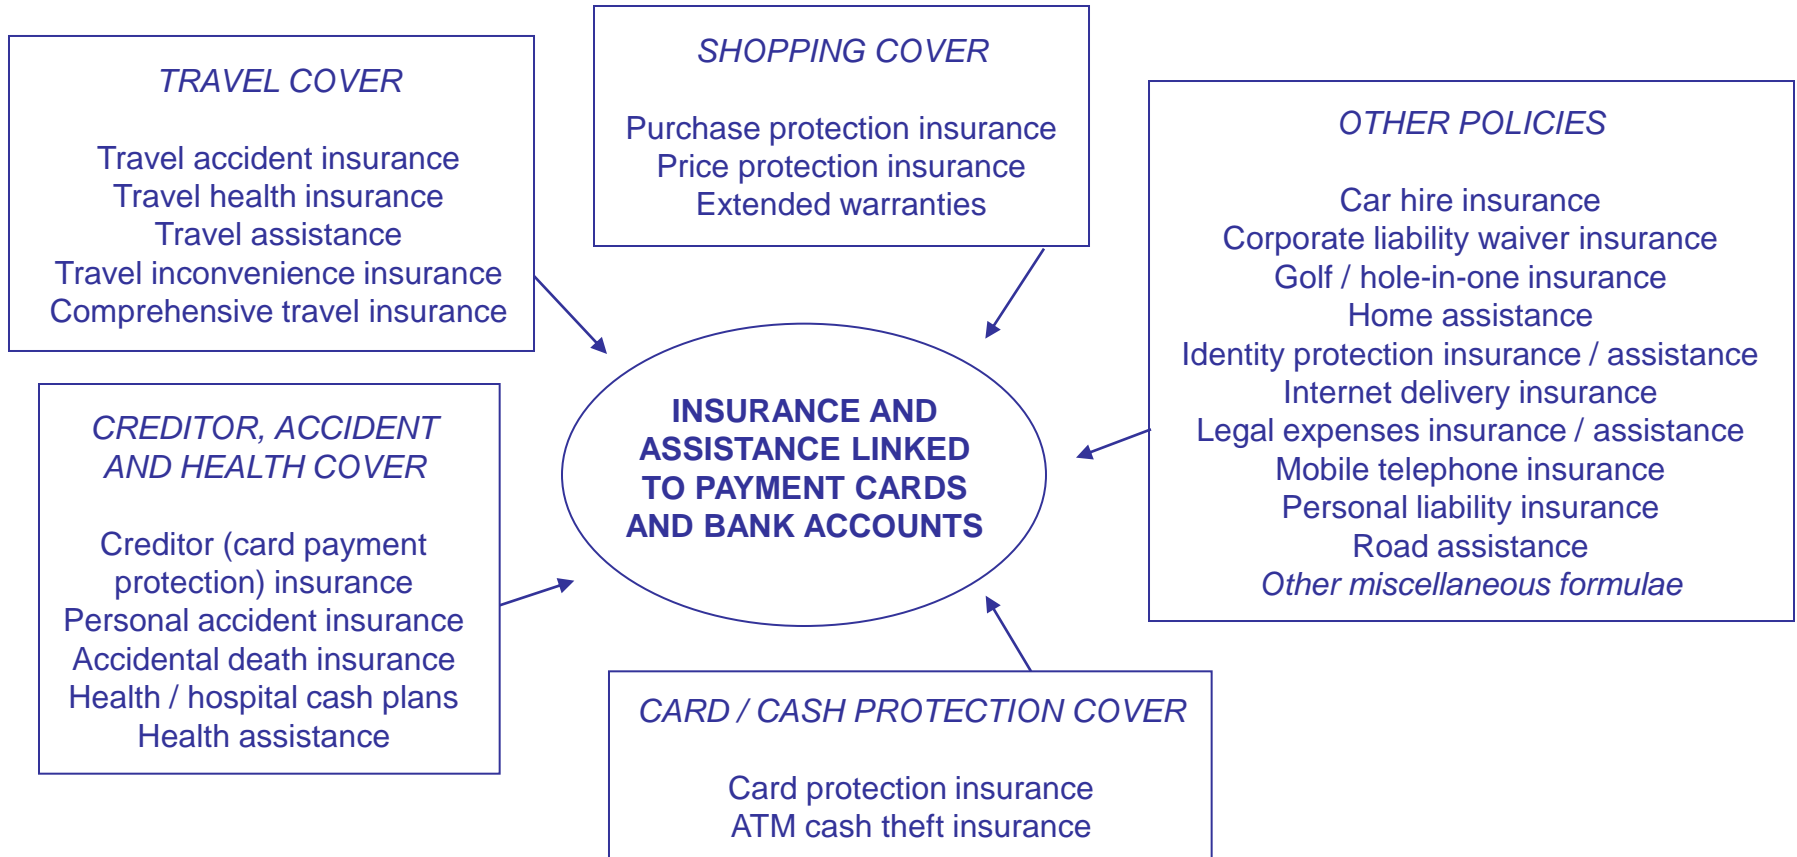 TRAVEL COVER
Travel accident insurance
Travel health insurance
Travel assistance
Travel inconvenience insurance
Comprehensive travel insurance
SHOPPING COVER
Purchase protection insurance
Price protection insurance
Extended warranties
OTHER POLICIES
Car hire insurance
Corporate liability waiver insurance
Golf / hole-in-one insurance
Home assistance
Identity protection insurance / assistance
Internet delivery insurance
Legal expenses insurance / assistance
Mobile telephone insurance
Personal liability insurance
Road assistance
Other miscellaneous formulae
INSURANCE AND
ASSISTANCE LINKED
TO PAYMENT CARDS
AND BANK ACCOUNTS
CREDITOR, ACCIDENT
AND HEALTH COVER
Creditor (card payment
protection) insurance
Personal accident insurance
Accidental death insurance
Health / hospital cash plans
Health assistance
CARD / CASH PROTECTION COVER
Card protection insurance
ATM cash theft insurance